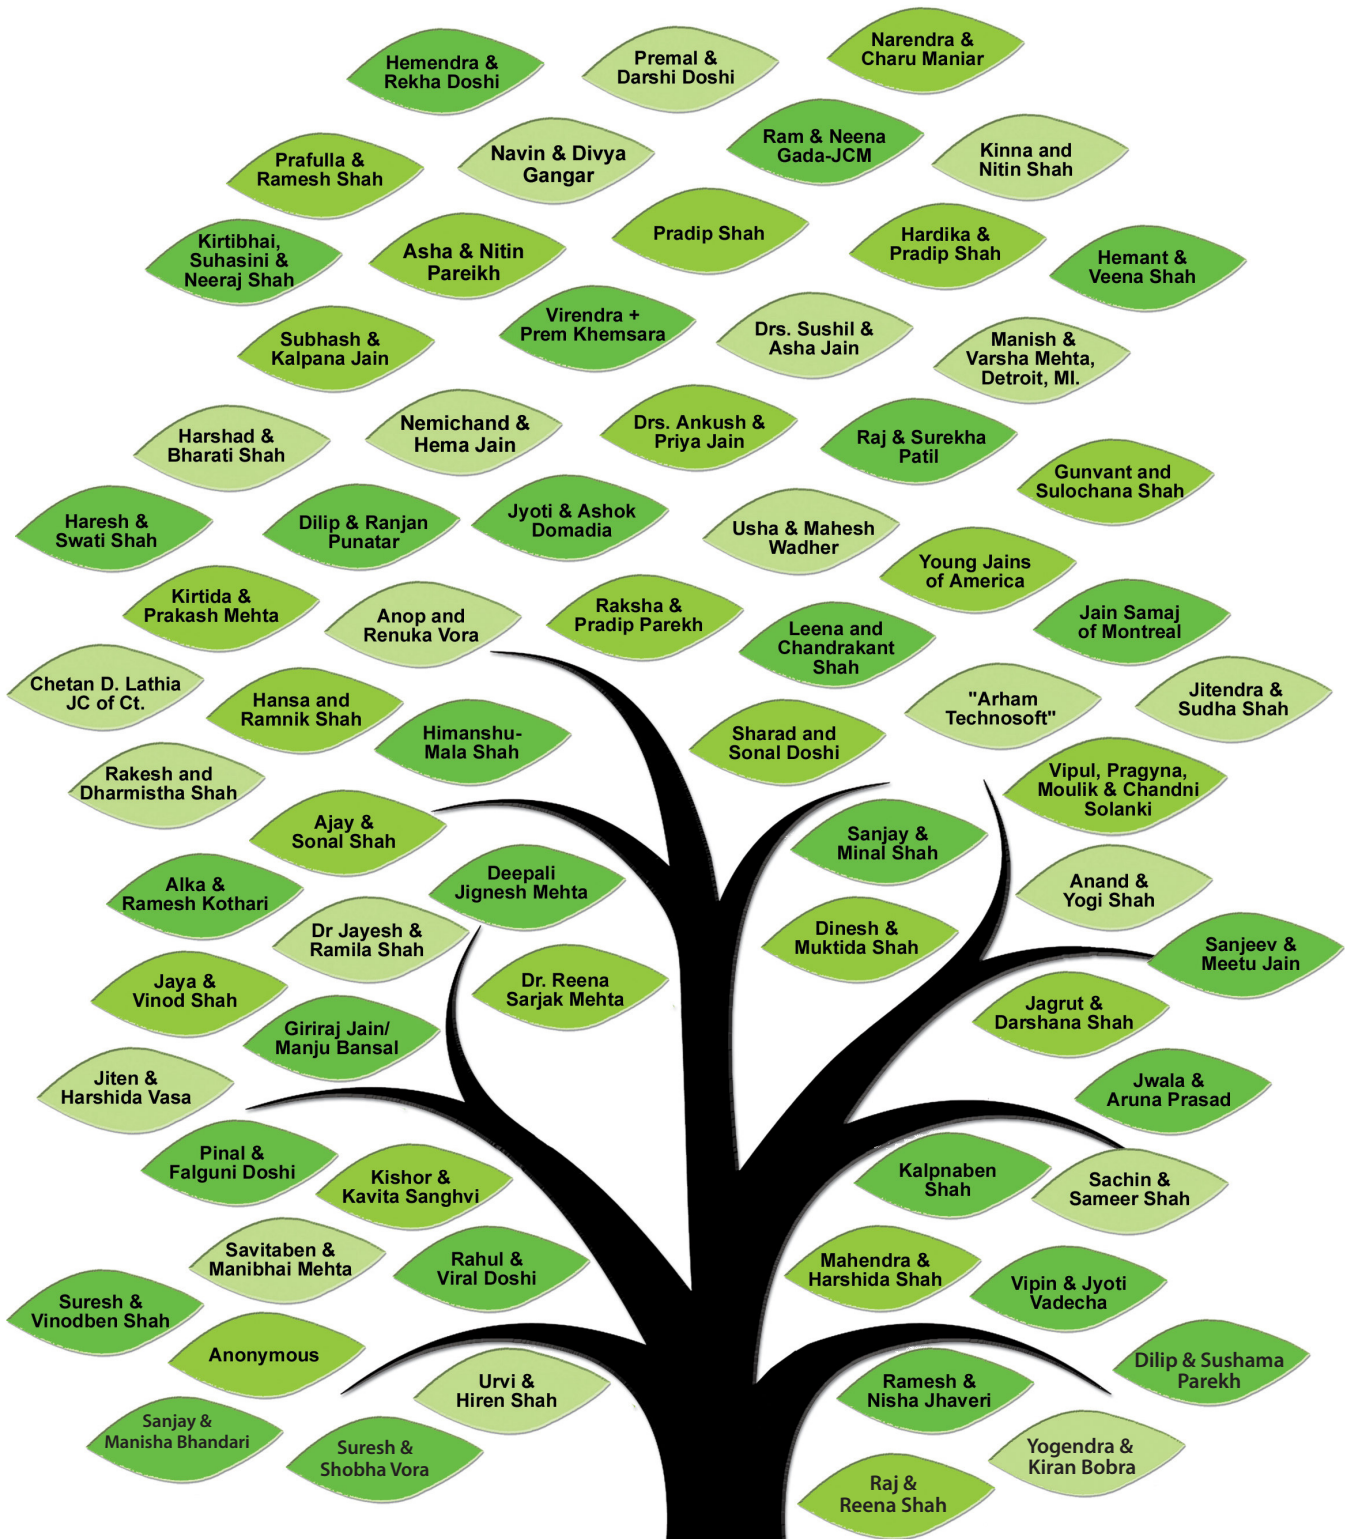 Hemendra &
Rekha Doshi
Premal &
Darshi Doshi
Narendra &
Charu Maniar
Prafulla &
Ramesh Shah
Navin & Divya
Gangar
Ram & Neena
Gada-JCM
Kinna and
Nitin Shah
Kirtibhai,
Suhasini &
Neeraj Shah
Asha & Nitin
Pareikh
Pradip Shah
Hardika &
Pradip Shah
Hemant &
Veena Shah
Subhash &
Kalpana Jain
Virendra +
Prem Khemsara
Drs. Sushil &
Asha Jain
Manish &
Varsha Mehta,
Detroit, MI.
Harshad &
Bharati Shah
Nemichand &
Hema Jain
Drs. Ankush &
Priya Jain
Raj & Surekha
Patil
Gunvant and
Sulochana Shah
Haresh &
Swati Shah
Dilip & Ranjan
Punatar
Jyoti & Ashok
Domadia
Usha & Mahesh
Wadher
Young Jains
of America
Kirtida &
Prakash Mehta
Anop and
Renuka Vora
Raksha &
Pradip Parekh
Leena and
Chandrakant
Shah
Jain Samaj
of Montreal
Chetan D. Lathia
JC of Ct.
Hansa and
Ramnik Shah
Himanshu-
Mala Shah
Sharad and
Sonal Doshi
"Arham
Technosoft"
Jitendra &
Sudha Shah
Rakesh and
Dharmistha Shah
Vipul, Pragyna,
Moulik & Chandni
Solanki
Ajay &
Sonal Shah
Sanjay &
Minal Shah
Alka &
Ramesh Kothari
Deepali
Jignesh Mehta
Anand &
Yogi Shah
Dr Jayesh &
Ramila Shah
Dinesh &
Muktida Shah
Sanjeev &
Meetu Jain
Jaya &
Vinod Shah
Dr. Reena
Sarjak Mehta
Jagrut &
Darshana Shah
Giriraj Jain/
Manju Bansal
Jiten &
Harshida Vasa
Jwala &
Aruna Prasad
Pinal &
Falguni Doshi
Kishor &
Kavita Sanghvi
Kalpnaben
Shah
Sachin &
Sameer Shah
Savitaben &
Manibhai Mehta
Rahul &
Viral Doshi
Mahendra &
Harshida Shah
Vipin & Jyoti
Vadecha
Suresh &
Vinodben Shah
Anonymous
Dilip & Sushama
Parekh
Urvi &
Hiren Shah
Ramesh &
Nisha Jhaveri
Sanjay &
Manisha Bhandari
Suresh &
Shobha Vora
Yogendra &
Kiran Bobra
Raj &
Reena Shah